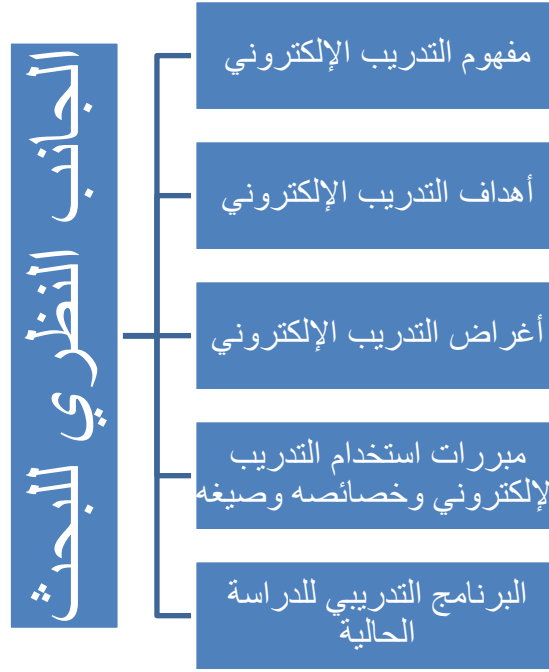 الجانب النظري للبحث
مفهوم التدريب الإلكتروني
أهداف التدريب الإلكتروني
أغراض التدريب الإلكتروني
مبررات استخدام التدريب
لإلكتروني وخصائصه وصيغه
البرنامج التدريبي للدراسة
الحالية